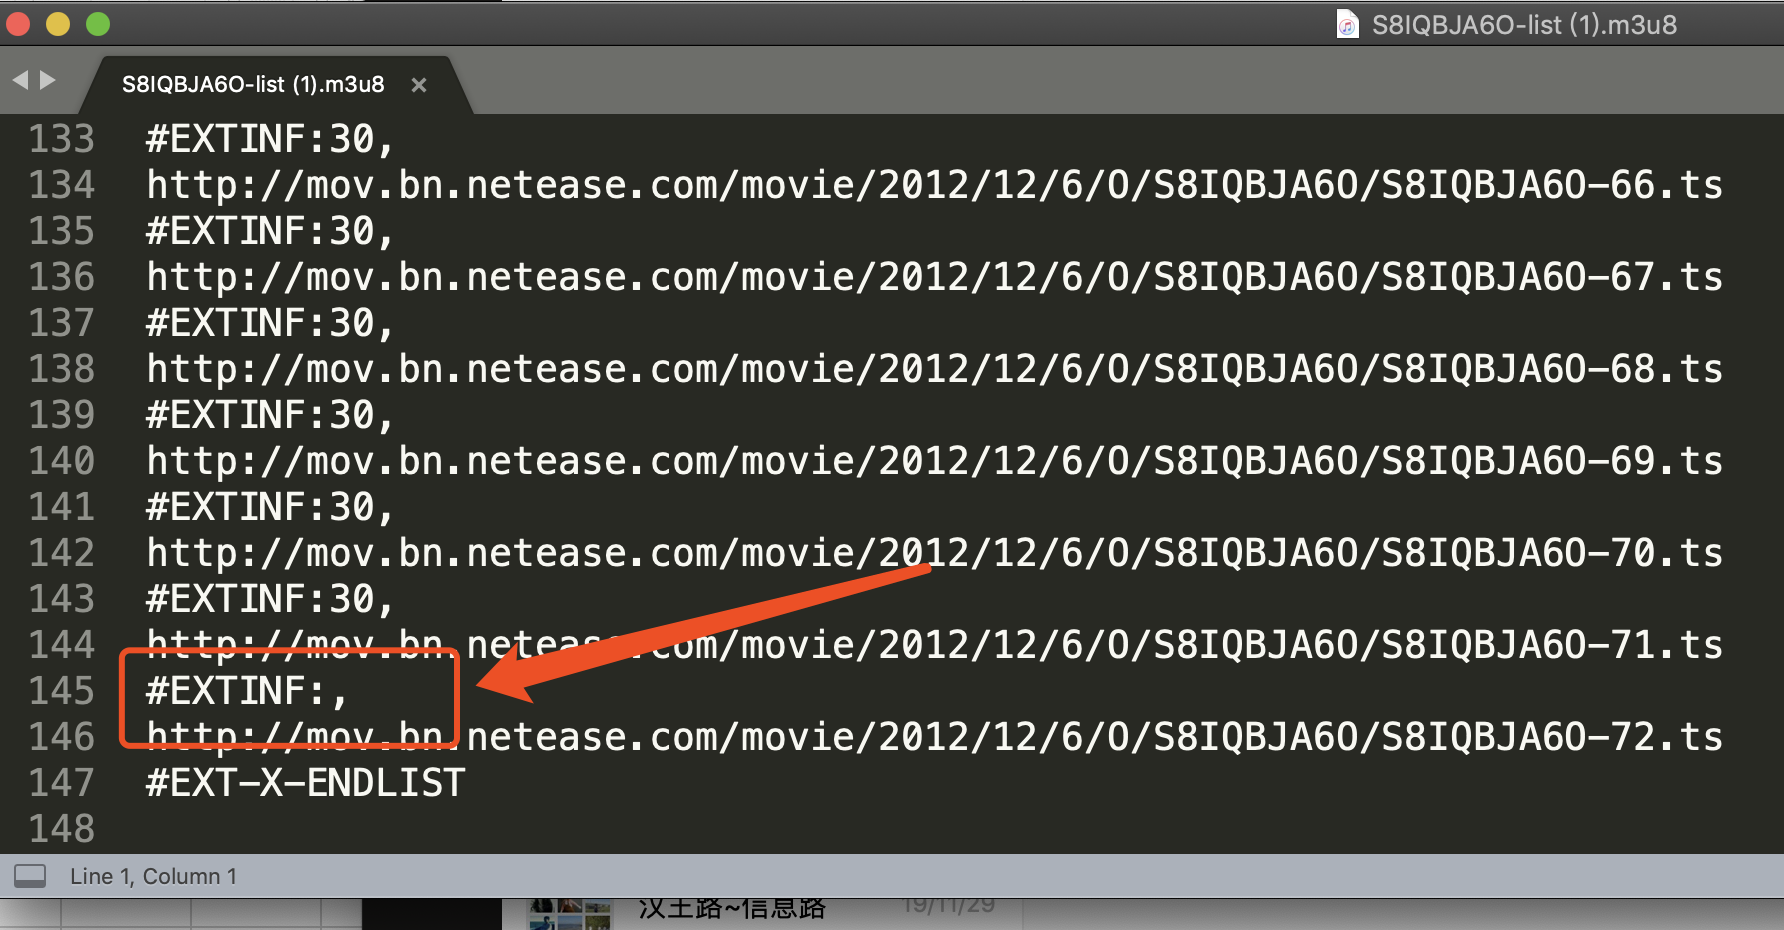 S8IQBJA6O-list (1).m3u8
S8IQBJA6O-list (1).m3u8 ×
133 #EXTINF:30,
134 http://mov.bn.netease.com/movie/2012/12/6/O/S8IQBJA6O/S8IQBJA6O-66.ts
135 #EXTINF:30,
136 http://mov.bn.netease.com/movie/2012/12/6/O/S8IQBJA6O/S8IQBJA6O-67.ts
137 #EXTINF:30,
138 http://mov.bn.netease.com/movie/2012/12/6/O/S8IQBJA6O/S8IQBJA6O-68.ts
139 #EXTINF:30,
140 http://mov.bn.netease.com/movie/2012/12/6/O/S8IQBJA6O/S8IQBJA6O-69.ts
141 #EXTINF:30,
142 http://mov.bn.netease.com/movie/2012/12/6/O/S8IQBJA6O/S8IQBJA6O-70.ts
143 #EXTINF:30,
144 http://mov.bn.netease.com/movie/2012/12/6/O/S8IQBJA6O/S8IQBJA6O-71.ts
145 #EXTINF:,
146 http://mov.bn.netease.com/movie/2012/12/6/O/S8IQBJA6O/S8IQBJA6O-72.ts
147 #EXT-X-ENDLIST
148
Line 1, Column 1
汉王路~信息路 19/11/29